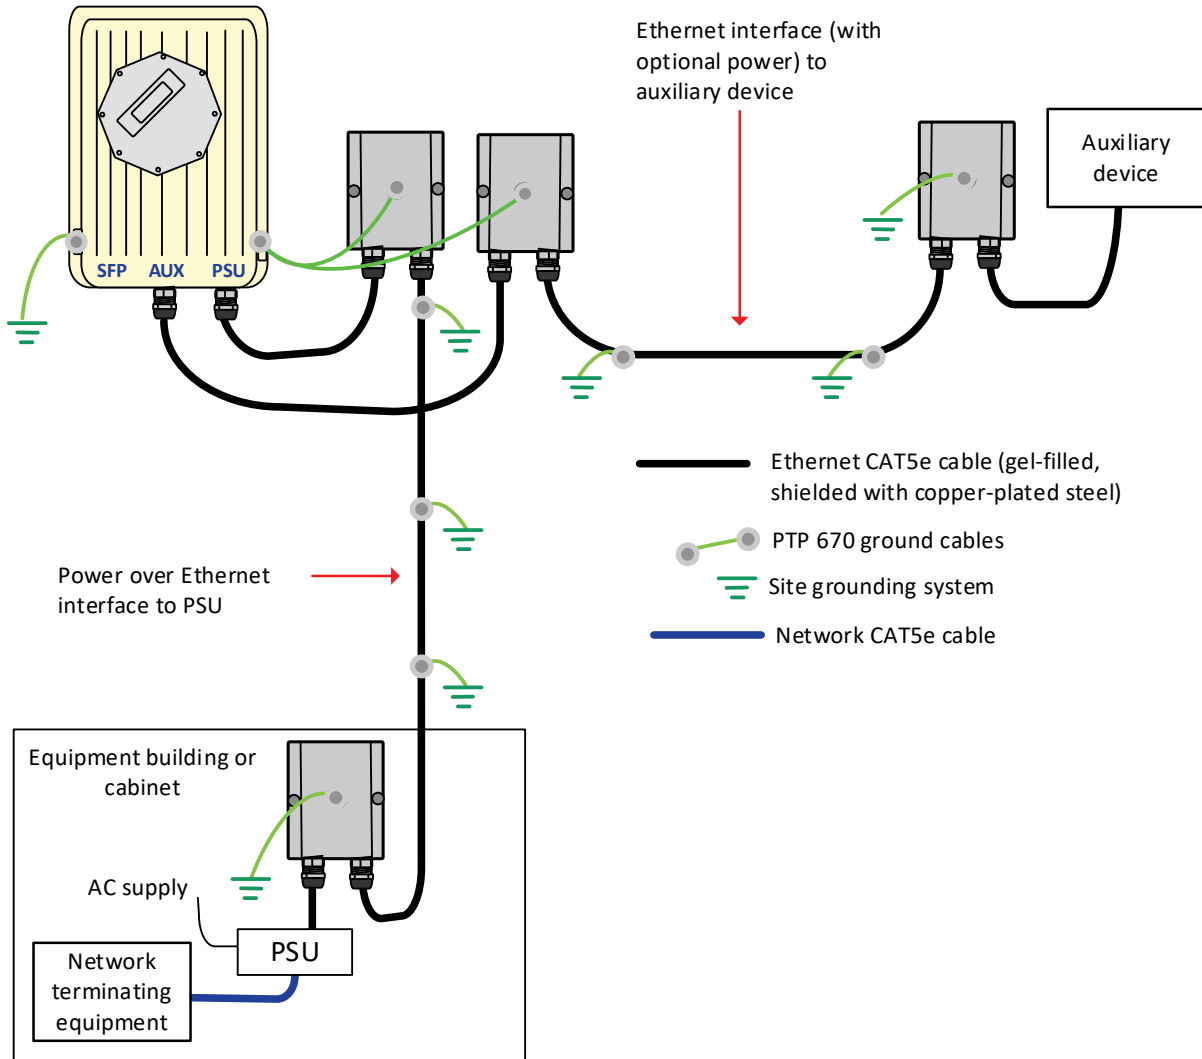 Ethernet interface (with
optional power) to
auxiliary device
Auxiliary
device
SFP AUX PSU
Ethernet CAT5e cable (gel-filled,
shielded with copper-plated steel)
PTP 670 ground cables
Site grounding system
Network CAT5e cable
Power over Ethernet
interface to PSU
Equipment building or
cabinet
AC supply
PSU
Network
terminating
equipment